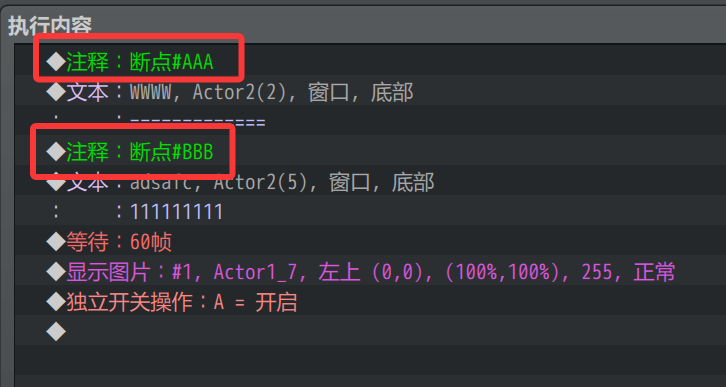 执行内容
◆注释：断点#AAA
◆文本：WWWW, Actor2(2), 窗口, 底部
：　　：=============
◆注释：断点#BBB
◆文本：adsafc, Actor2(5), 窗口, 底部
：　　：111111111
◆等待：60帧
◆显示图片：#1, Actor1_7, 左上 (0,0), (100%,100%), 255, 正常
◆独立开关操作：A = 开启
◆